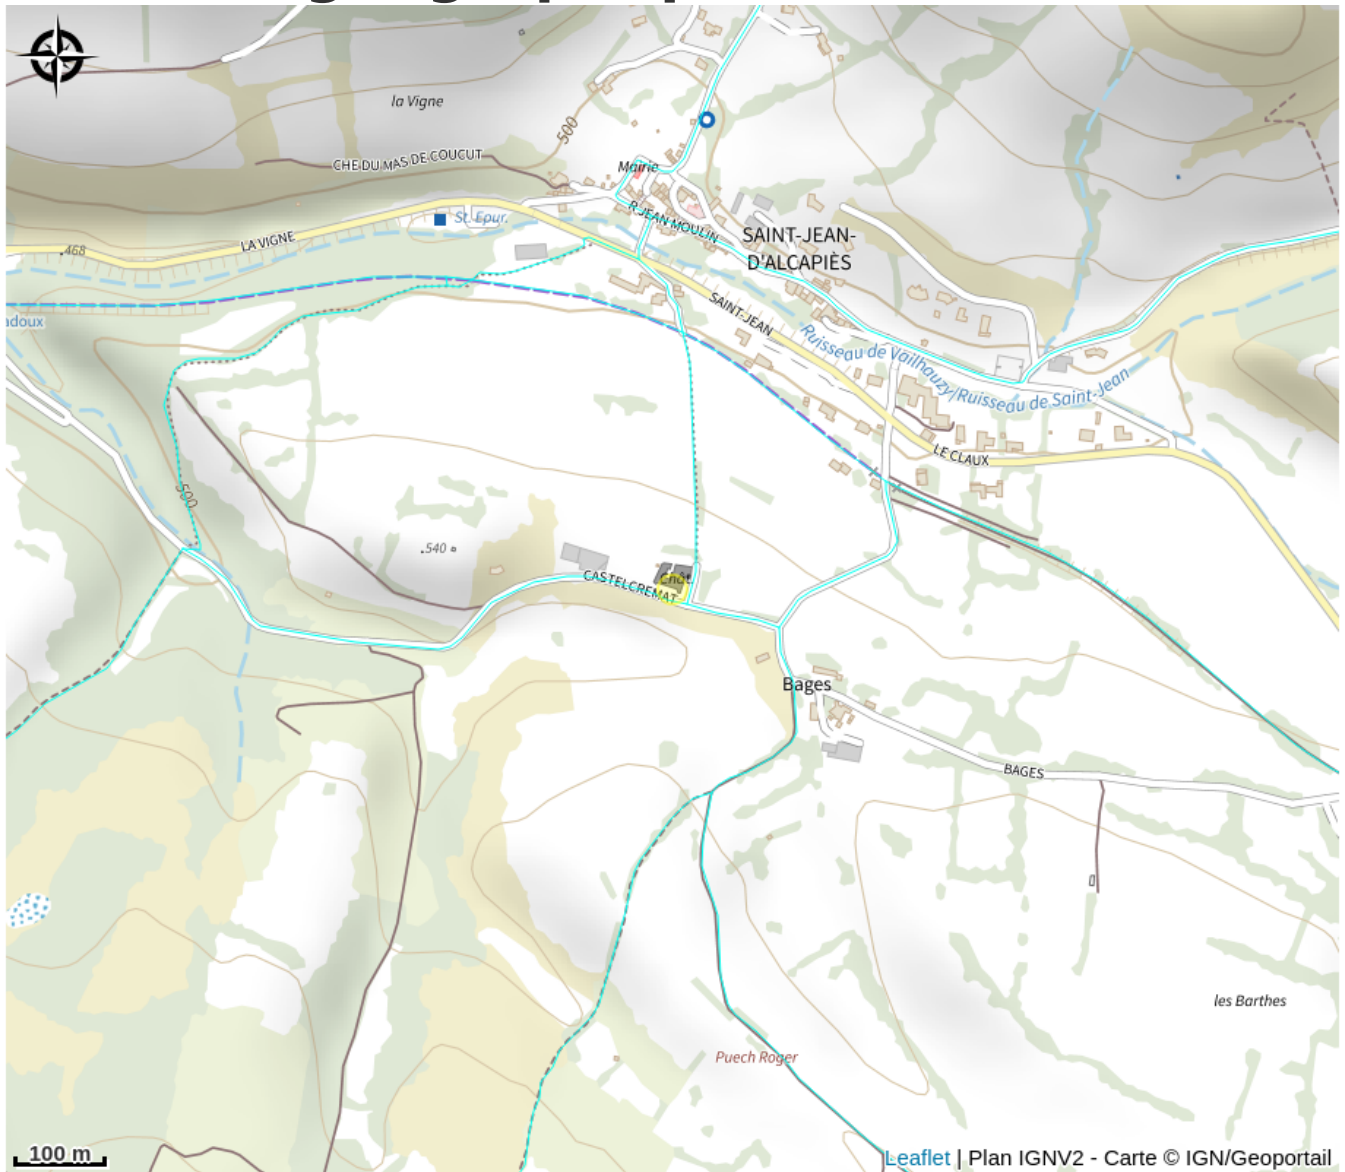 la Vigne
500
CHE DU MAS DE COUCUT
Mairie
St. Epur.
R JEAN MOULIN
SAINT-JEAN-
D'ALCAPIÈS
LA VIGNE
.468
SAINT-JEAN
adoux
Ruisseau de Vailhauzy/Ruisseau de Saint-Jean
LE CLAUX
500
.540
Chât.
CASTELCREMAT
Bages
BAGES
les Barthes
Puech Roger
100 m
Leaflet | Plan IGNV2 - Carte © IGN/Geoportail